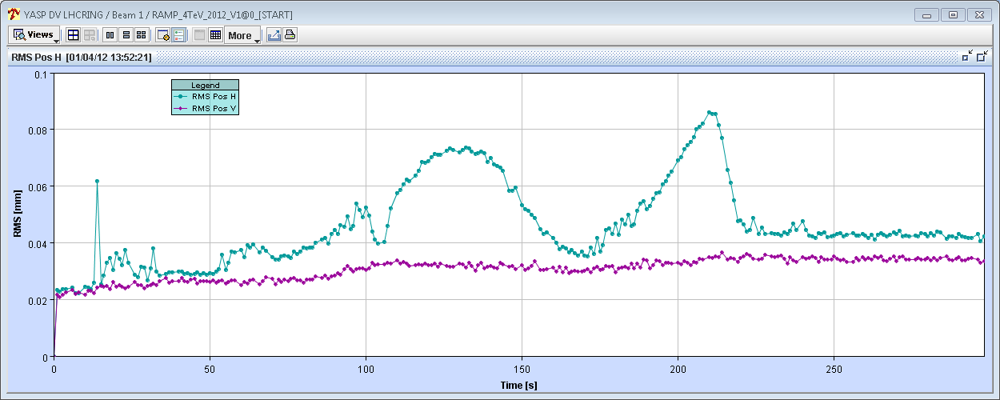 YASP DV LHCRING / Beam 1 / RAMP_4TeV_2012_V1@0_[START]
Views More
RMS Pos H [01/04/12 13:52:21]
Legend
RMS Pos H
RMS Pos V
0.1
0.08
0.06
0.04
0.02
0
RMS [mm]
0 50 100 150 200 250
Time [s]